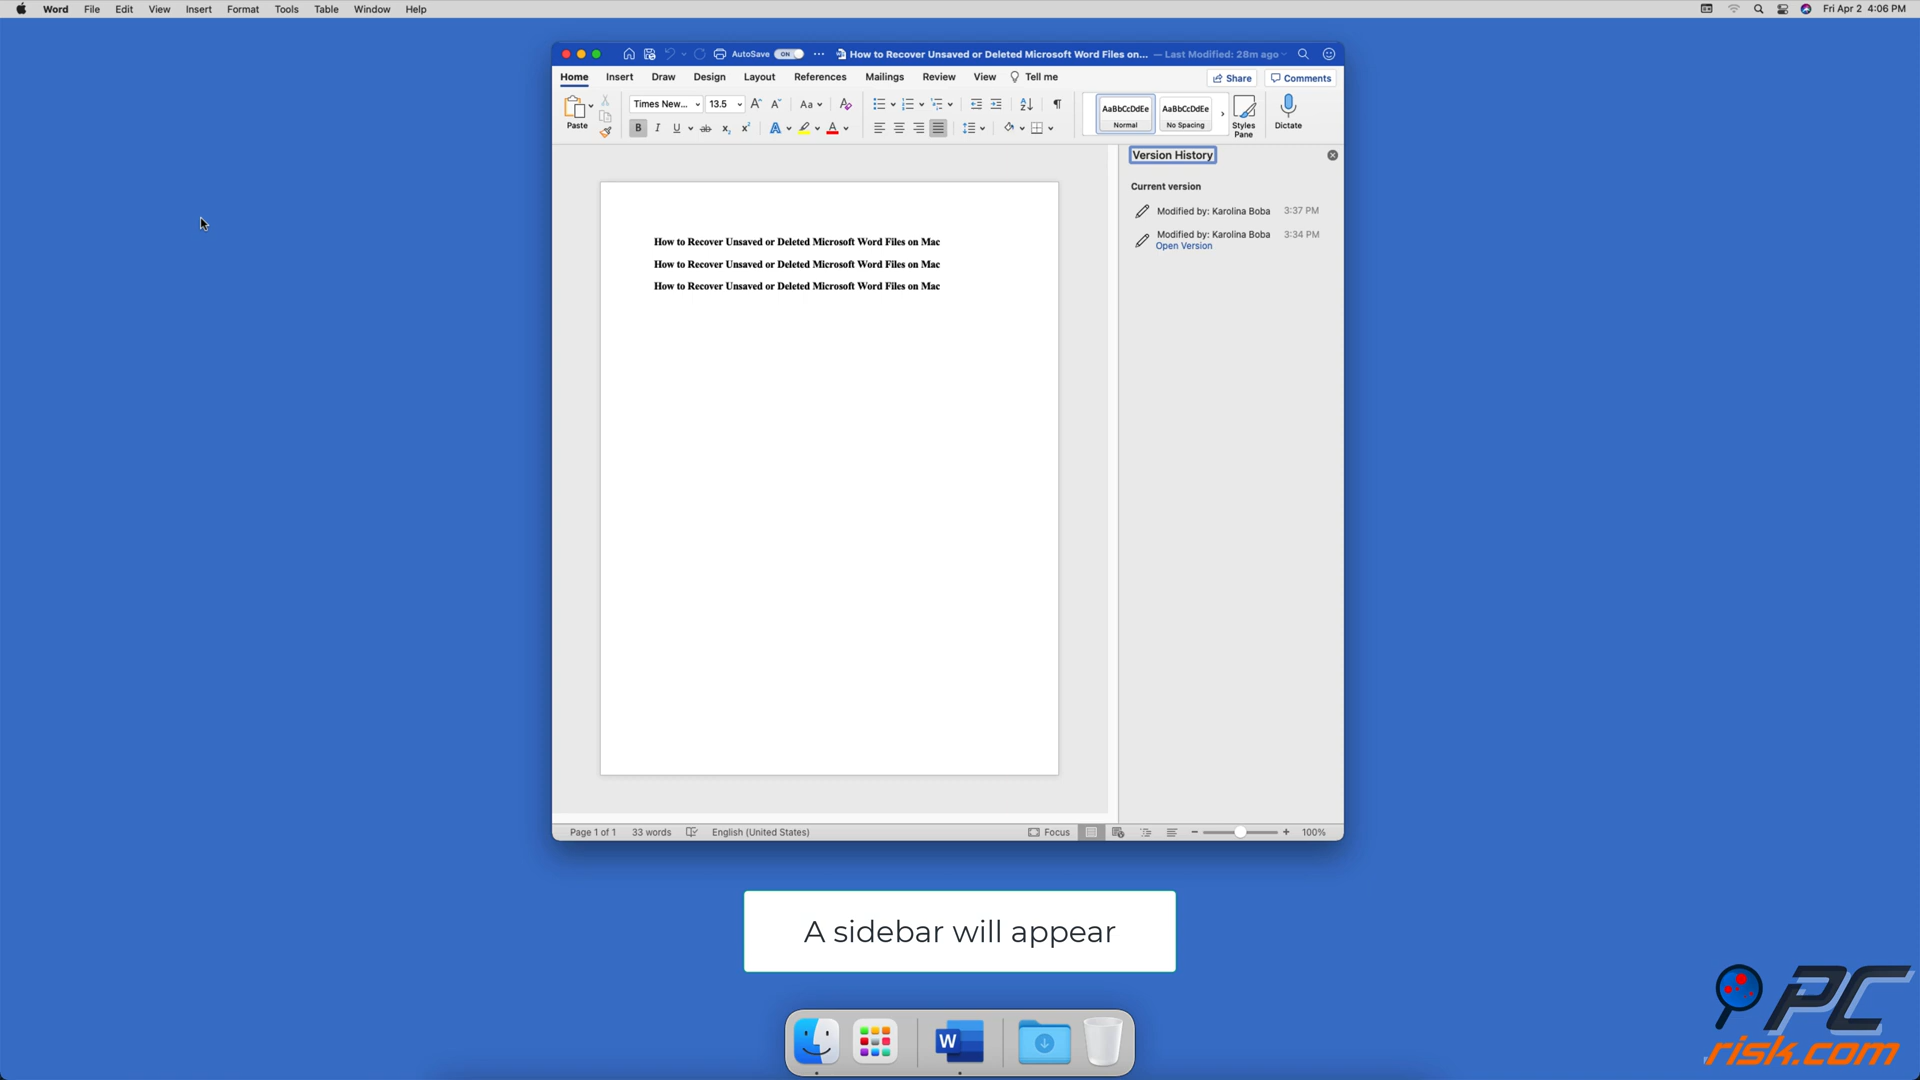 Word File Edit View Insert Format Tools Table Window Help Fri Apr 2 4:06 PM
AutoSave ON ... How to Recover Unsaved or Deleted Microsoft Word Files on... — Last Modified: 28m ago
Home Insert Draw Design Layout References Mailings Review View Tell me Share Comments
Times New... 13.5 A A Aa A AaBbCcDdEe AaBbCcDdEe
Paste Normal No Spacing Styles Pane Dictate
B I U ab x x A A
Version History
Current version
Modified by: Karolina Boba 3:37 PM
Modified by: Karolina Boba 3:34 PM
Open Version
How to Recover Unsaved or Deleted Microsoft Word Files on Mac
How to Recover Unsaved or Deleted Microsoft Word Files on Mac
How to Recover Unsaved or Deleted Microsoft Word Files on Mac
Page 1 of 1 33 words English (United States) Focus 100%
A sidebar will appear
W
PC
risk.com